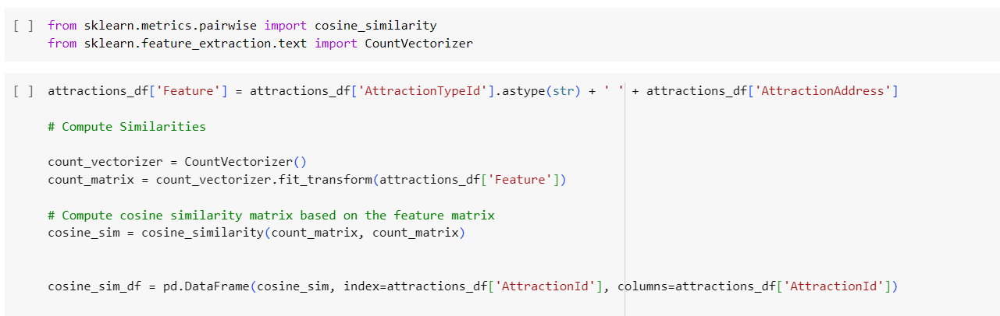 [ ] from sklearn.metrics.pairwise import cosine_similarity
from sklearn.feature_extraction.text import CountVectorizer
[ ] attractions_df['Feature'] = attractions_df['AttractionTypeId'].astype(str) + ' ' + attractions_df['AttractionAddress']
# Compute Similarities
count_vectorizer = CountVectorizer()
count_matrix = count_vectorizer.fit_transform(attractions_df['Feature'])
# Compute cosine similarity matrix based on the feature matrix
cosine_sim = cosine_similarity(count_matrix, count_matrix)
cosine_sim_df = pd.DataFrame(cosine_sim, index=attractions_df['AttractionId'], columns=attractions_df['AttractionId'])